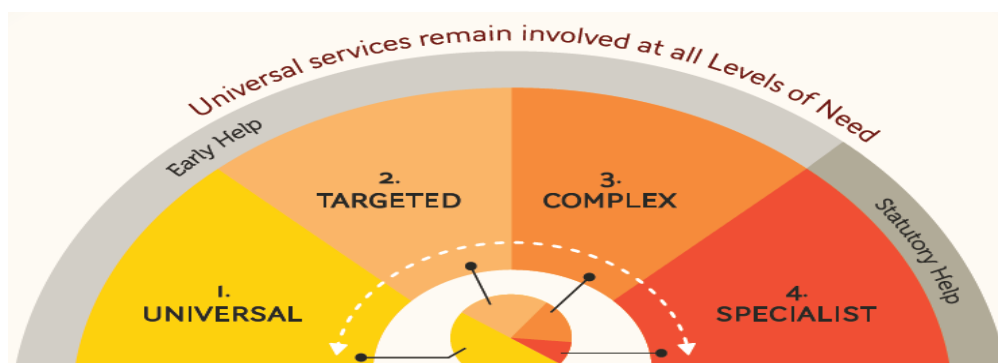 Universal services remain involved at all Levels of Need
Early Help
2.
TARGETED
3.
COMPLEX
Statutory Help
1.
UNIVERSAL
4.
SPECIALIST